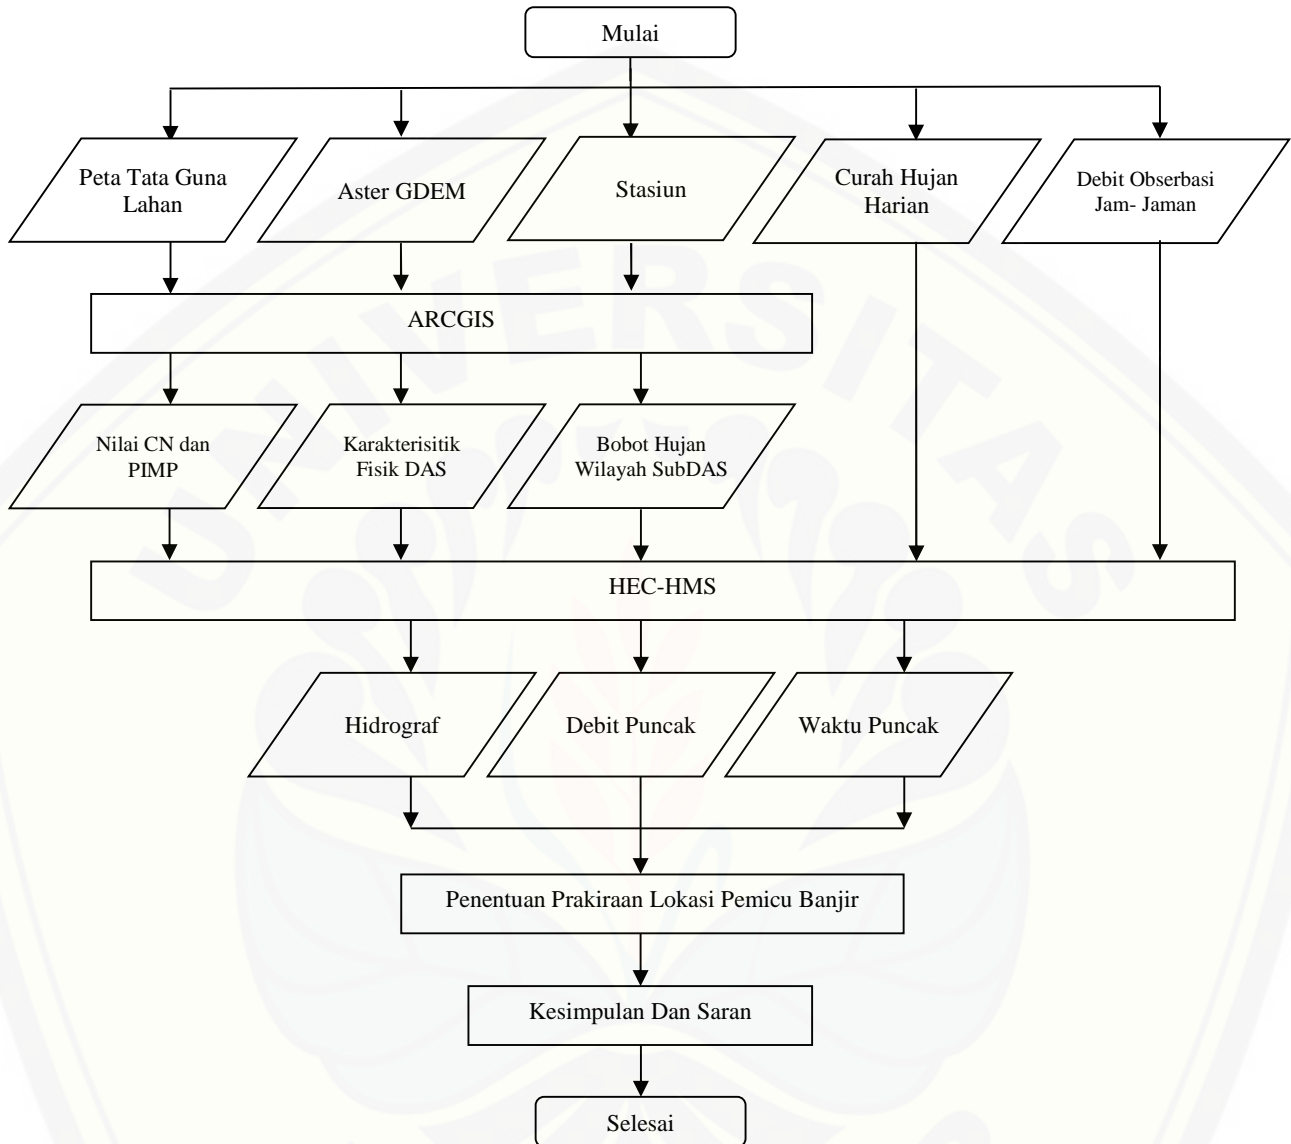 Mulai
Peta Tata Guna
Lahan
Aster GDEM
Stasiun
Curah Hujan
Harian
Debit Obserbasi
Jam- Jaman
ARCGIS
Nilai CN dan
PIMP
Karakterisitik
Fisik DAS
Bobot Hujan
Wilayah SubDAS
HEC-HMS
Hidrograf
Debit Puncak
Waktu Puncak
Penentuan Prakiraan Lokasi Pemicu Banjir
Kesimpulan Dan Saran
Selesai
UNIVERSITAS